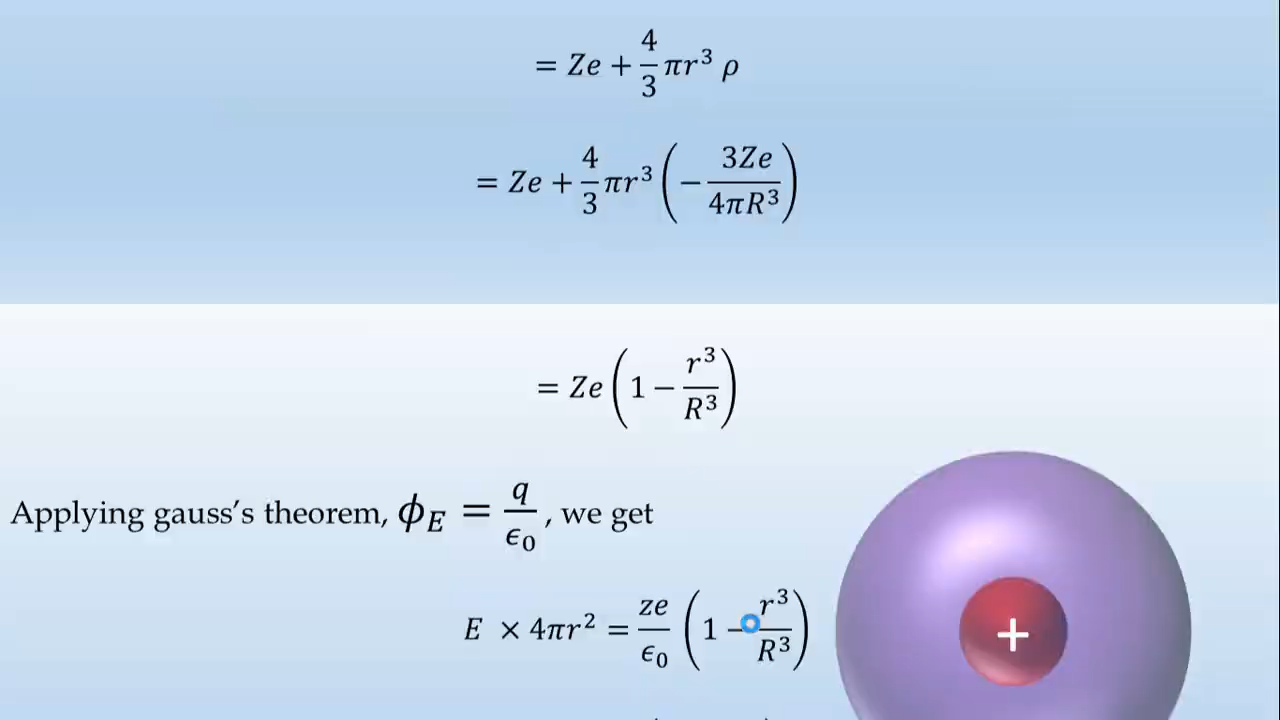 = Ze + 4/3 πr³ ρ
= Ze + 4/3 πr³ (− 3Ze/4πR³)
= Ze (1 − r³/R³)
Applying gauss’s theorem, ϕ_E = q/ϵ₀, we get
E × 4πr² = ze/ϵ₀ (1 − r³/R³)
+